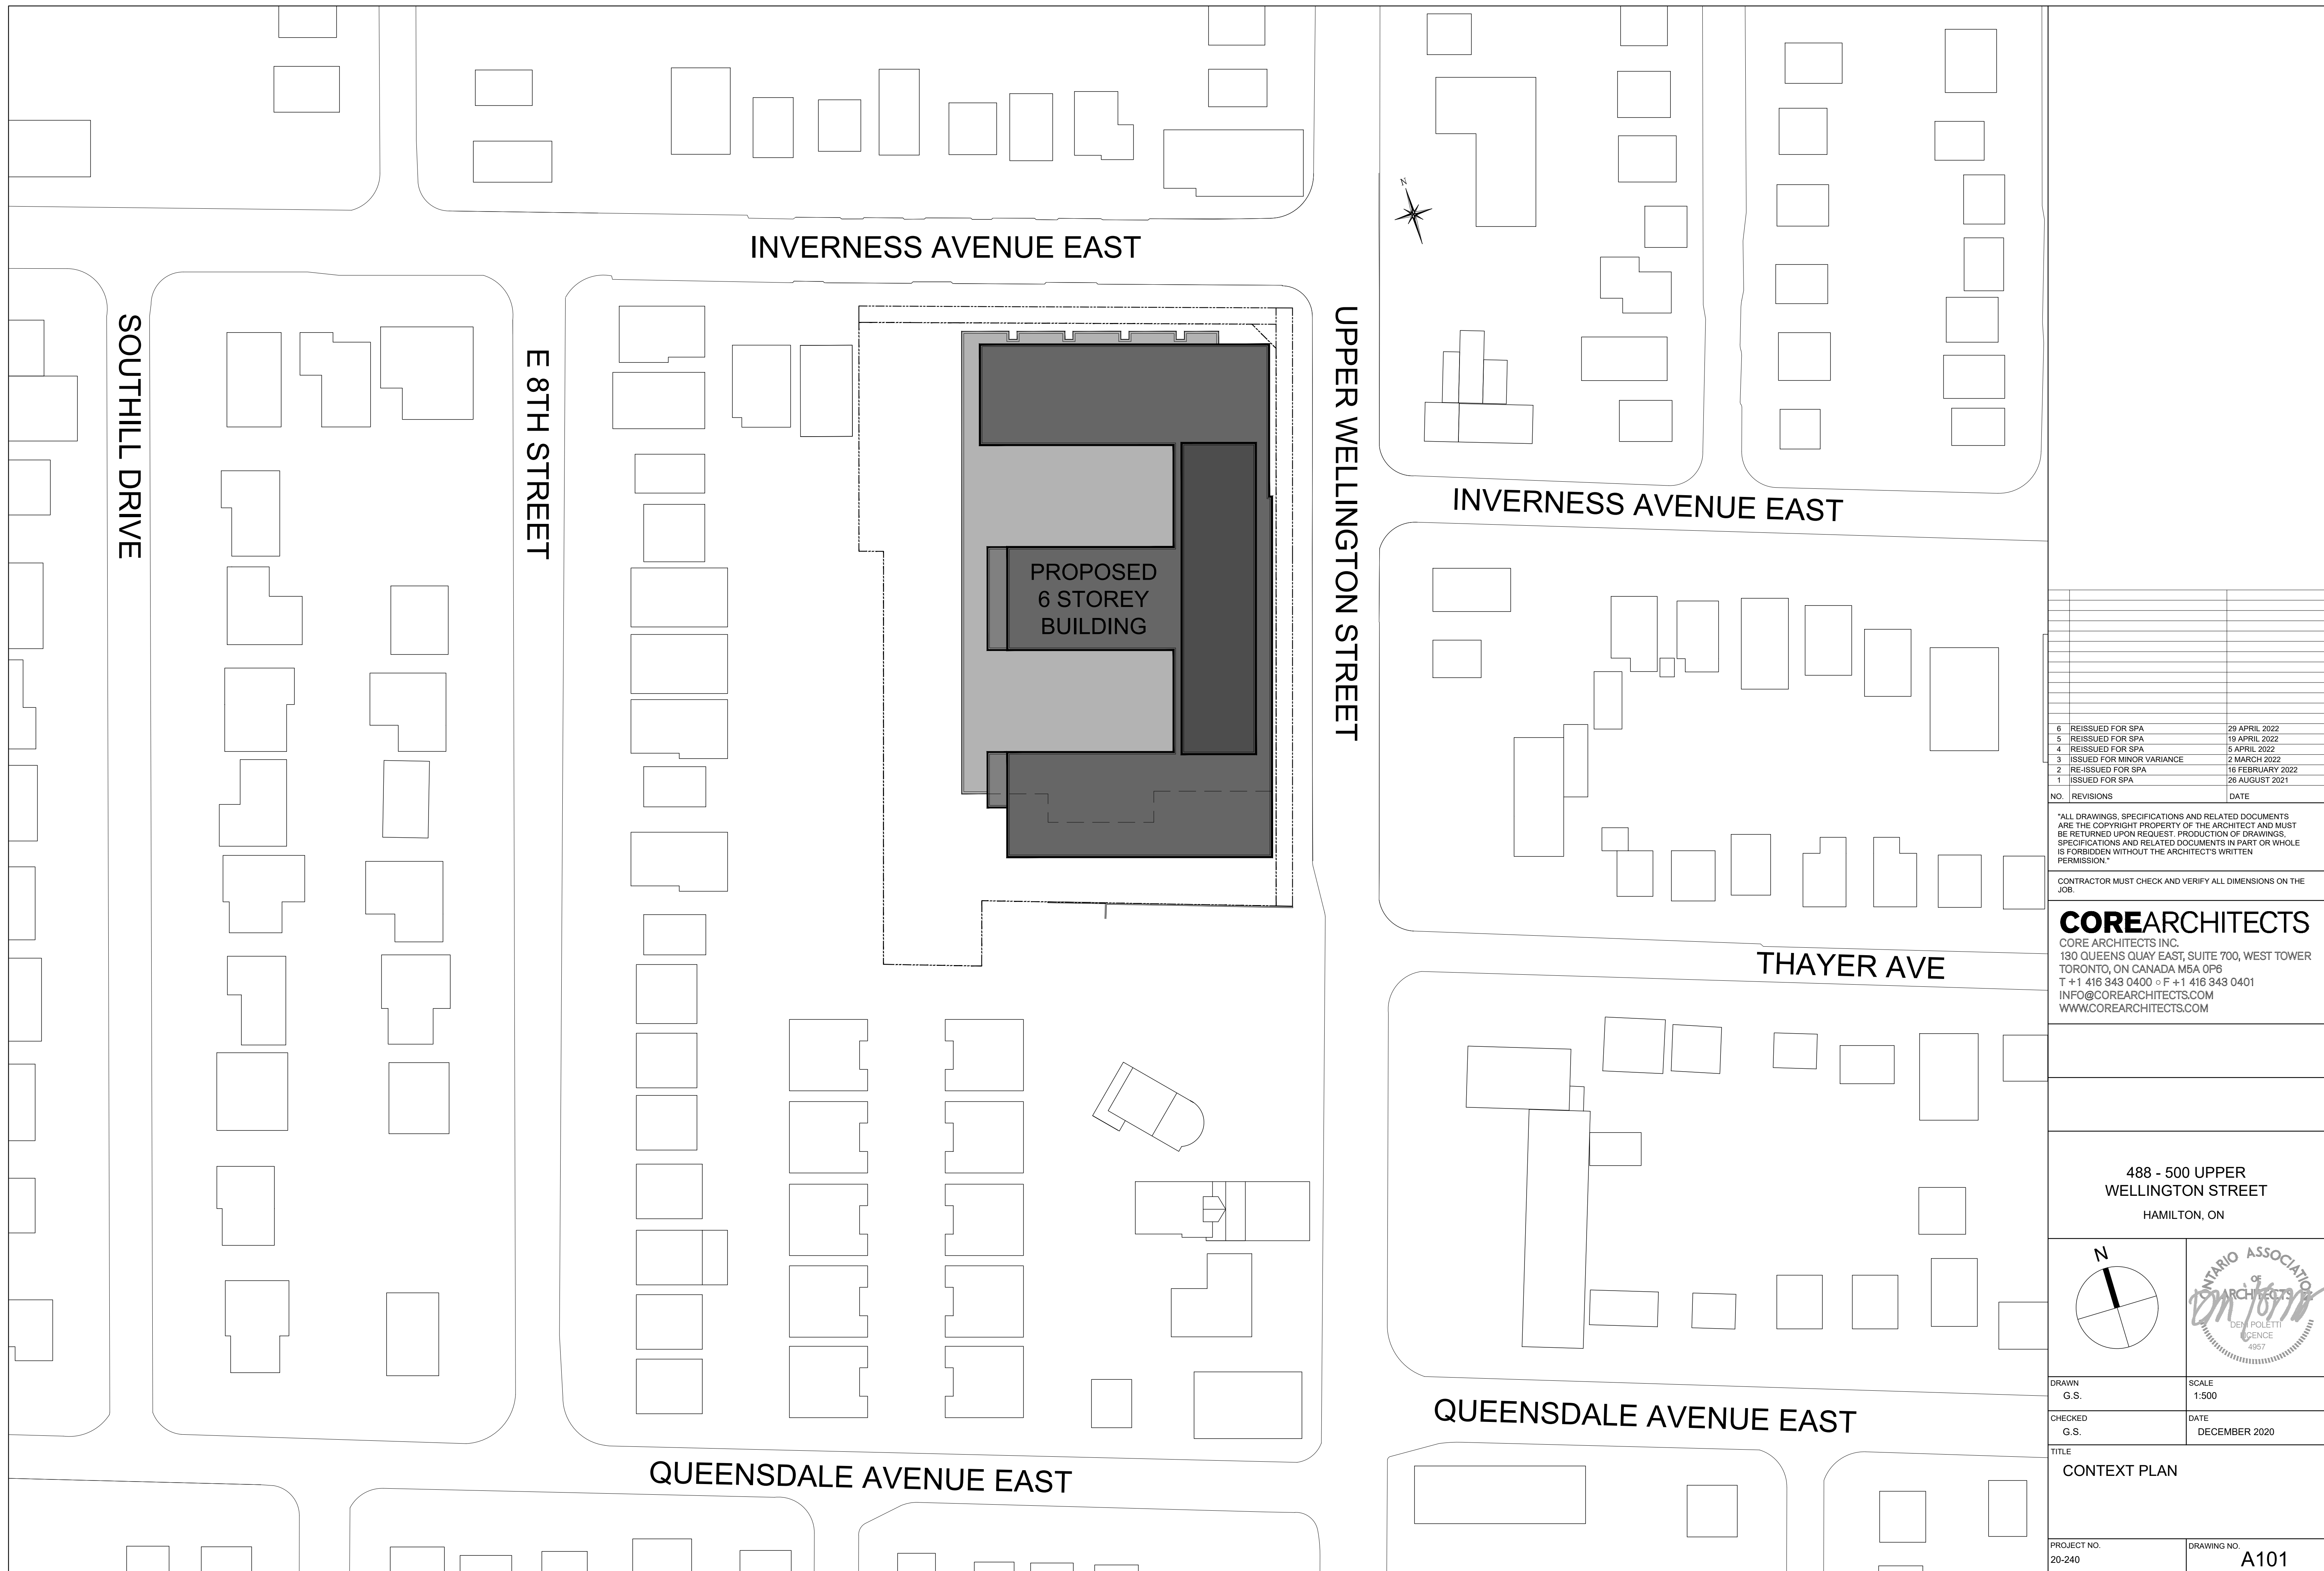 INVERNESS AVENUE EAST
N
SOUTHILL DRIVE
E 8TH STREET
UPPER WELLINGTON STREET
INVERNESS AVENUE EAST
PROPOSED
6 STOREY
BUILDING
THAYER AVE
QUEENSDALE AVENUE EAST
QUEENSDALE AVENUE EAST
6 REISSUED FOR SPA 29 APRIL 2022
5 REISSUED FOR SPA 19 APRIL 2022
4 REISSUED FOR SPA 5 APRIL 2022
3 ISSUED FOR MINOR VARIANCE 2 MARCH 2022
2 RE-ISSUED FOR SPA 16 FEBRUARY 2022
1 ISSUED FOR SPA 26 AUGUST 2021
NO. REVISIONS DATE
"ALL DRAWINGS, SPECIFICATIONS AND RELATED DOCUMENTS
ARE THE COPYRIGHT PROPERTY OF THE ARCHITECT AND MUST
BE RETURNED UPON REQUEST. PRODUCTION OF DRAWINGS,
SPECIFICATIONS AND RELATED DOCUMENTS IN PART OR WHOLE
IS FORBIDDEN WITHOUT THE ARCHITECT'S WRITTEN
PERMISSION."
CONTRACTOR MUST CHECK AND VERIFY ALL DIMENSIONS ON THE
JOB.
COREARCHITECTS
CORE ARCHITECTS INC.
130 QUEENS QUAY EAST, SUITE 700, WEST TOWER
TORONTO, ON CANADA M5A 0P6
T +1 416 343 0400 ○ F +1 416 343 0401
INFO@COREARCHITECTS.COM
WWW.COREARCHITECTS.COM
488 - 500 UPPER
WELLINGTON STREET
HAMILTON, ON
N
ONTARIO ASSOCIATION
OF
ARCHITECTS
DENI POLETTI
LICENCE
4957
DRAWN
G.S.
SCALE
1:500
CHECKED
G.S.
DATE
DECEMBER 2020
TITLE
CONTEXT PLAN
PROJECT NO.
20-240
DRAWING NO.
A101